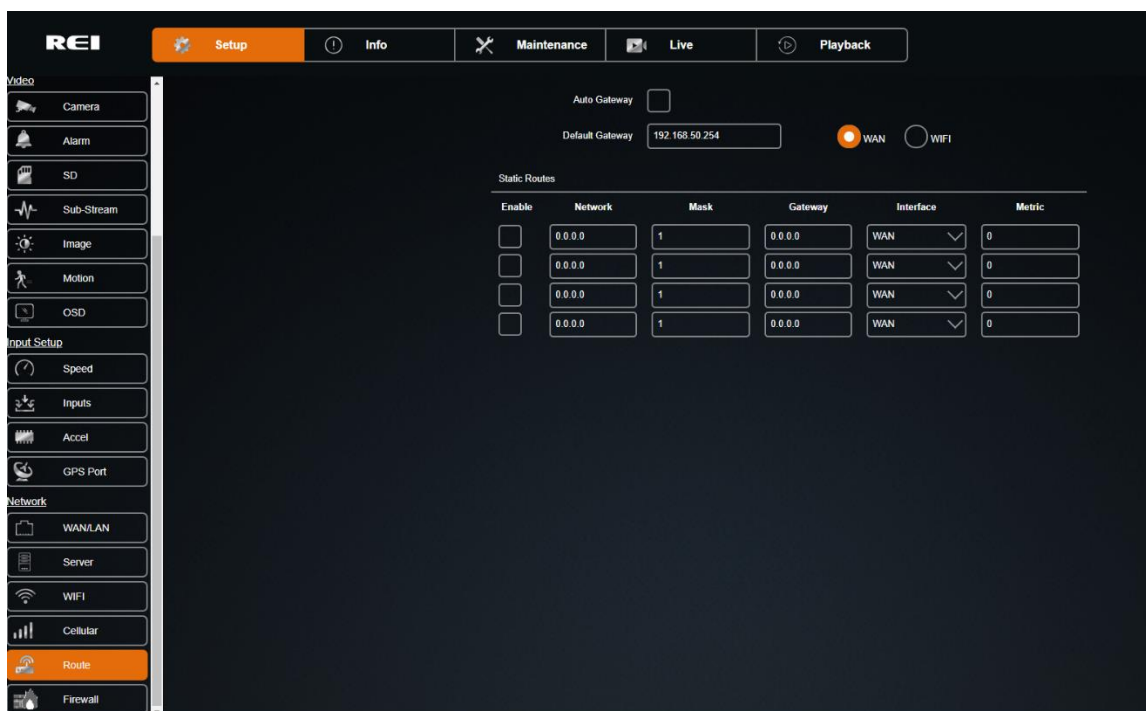 REI
Setup
Info
Maintenance
Live
Playback
Video
Camera
Alarm
SD
Sub-Stream
Image
Motion
OSD
Input Setup
Speed
Inputs
Accel
GPS Port
Network
WAN/LAN
Server
WIFI
Cellular
Route
Firewall
Auto Gateway
Default Gateway 192.168.50.254 WAN WIFI
Static Routes
Enable Network Mask Gateway Interface Metric
0.0.0.0 1 0.0.0.0 WAN 0
0.0.0.0 1 0.0.0.0 WAN 0
0.0.0.0 1 0.0.0.0 WAN 0
0.0.0.0 1 0.0.0.0 WAN 0